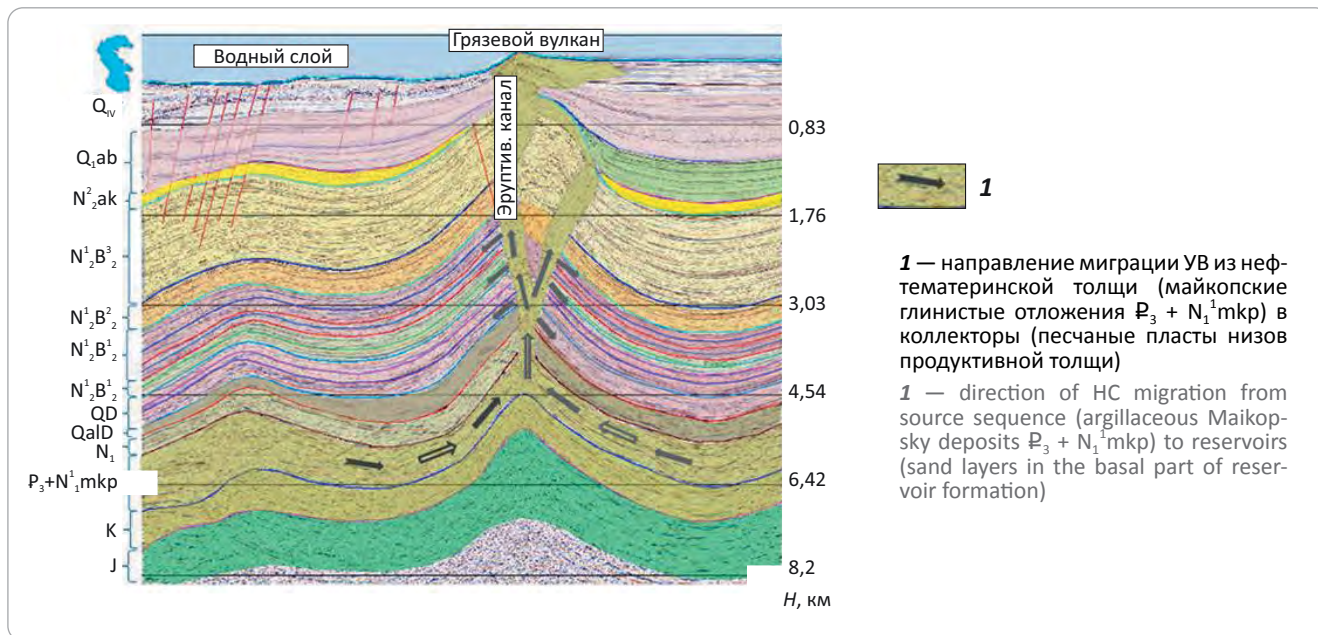 Грязевой вулкан
Водный слой
Эруптив. канал
Q_IV
Q_1ab
N^2_2ak
N^1_2B^3_2
N^1_2B^2_2
N^1_2B^1_2
N^1_2B^1_2
QD
QalD
N_1
₽_3+N^1_1mkp
K
J
0,83
1,76
3,03
4,54
6,42
8,2
H, км
1
1 — направление миграции УВ из неф-
тематеринской толщи (майкопские
глинистые отложения ₽_3 + N_1^1mkp) в
коллекторы (песчаные пласты низов
продуктивной толщи)
1 — direction of HC migration from
source sequence (argillaceous Maikop-
sky deposits ₽_3 + N_1^1mkp) to reservoirs
(sand layers in the basal part of reser-
voir formation)